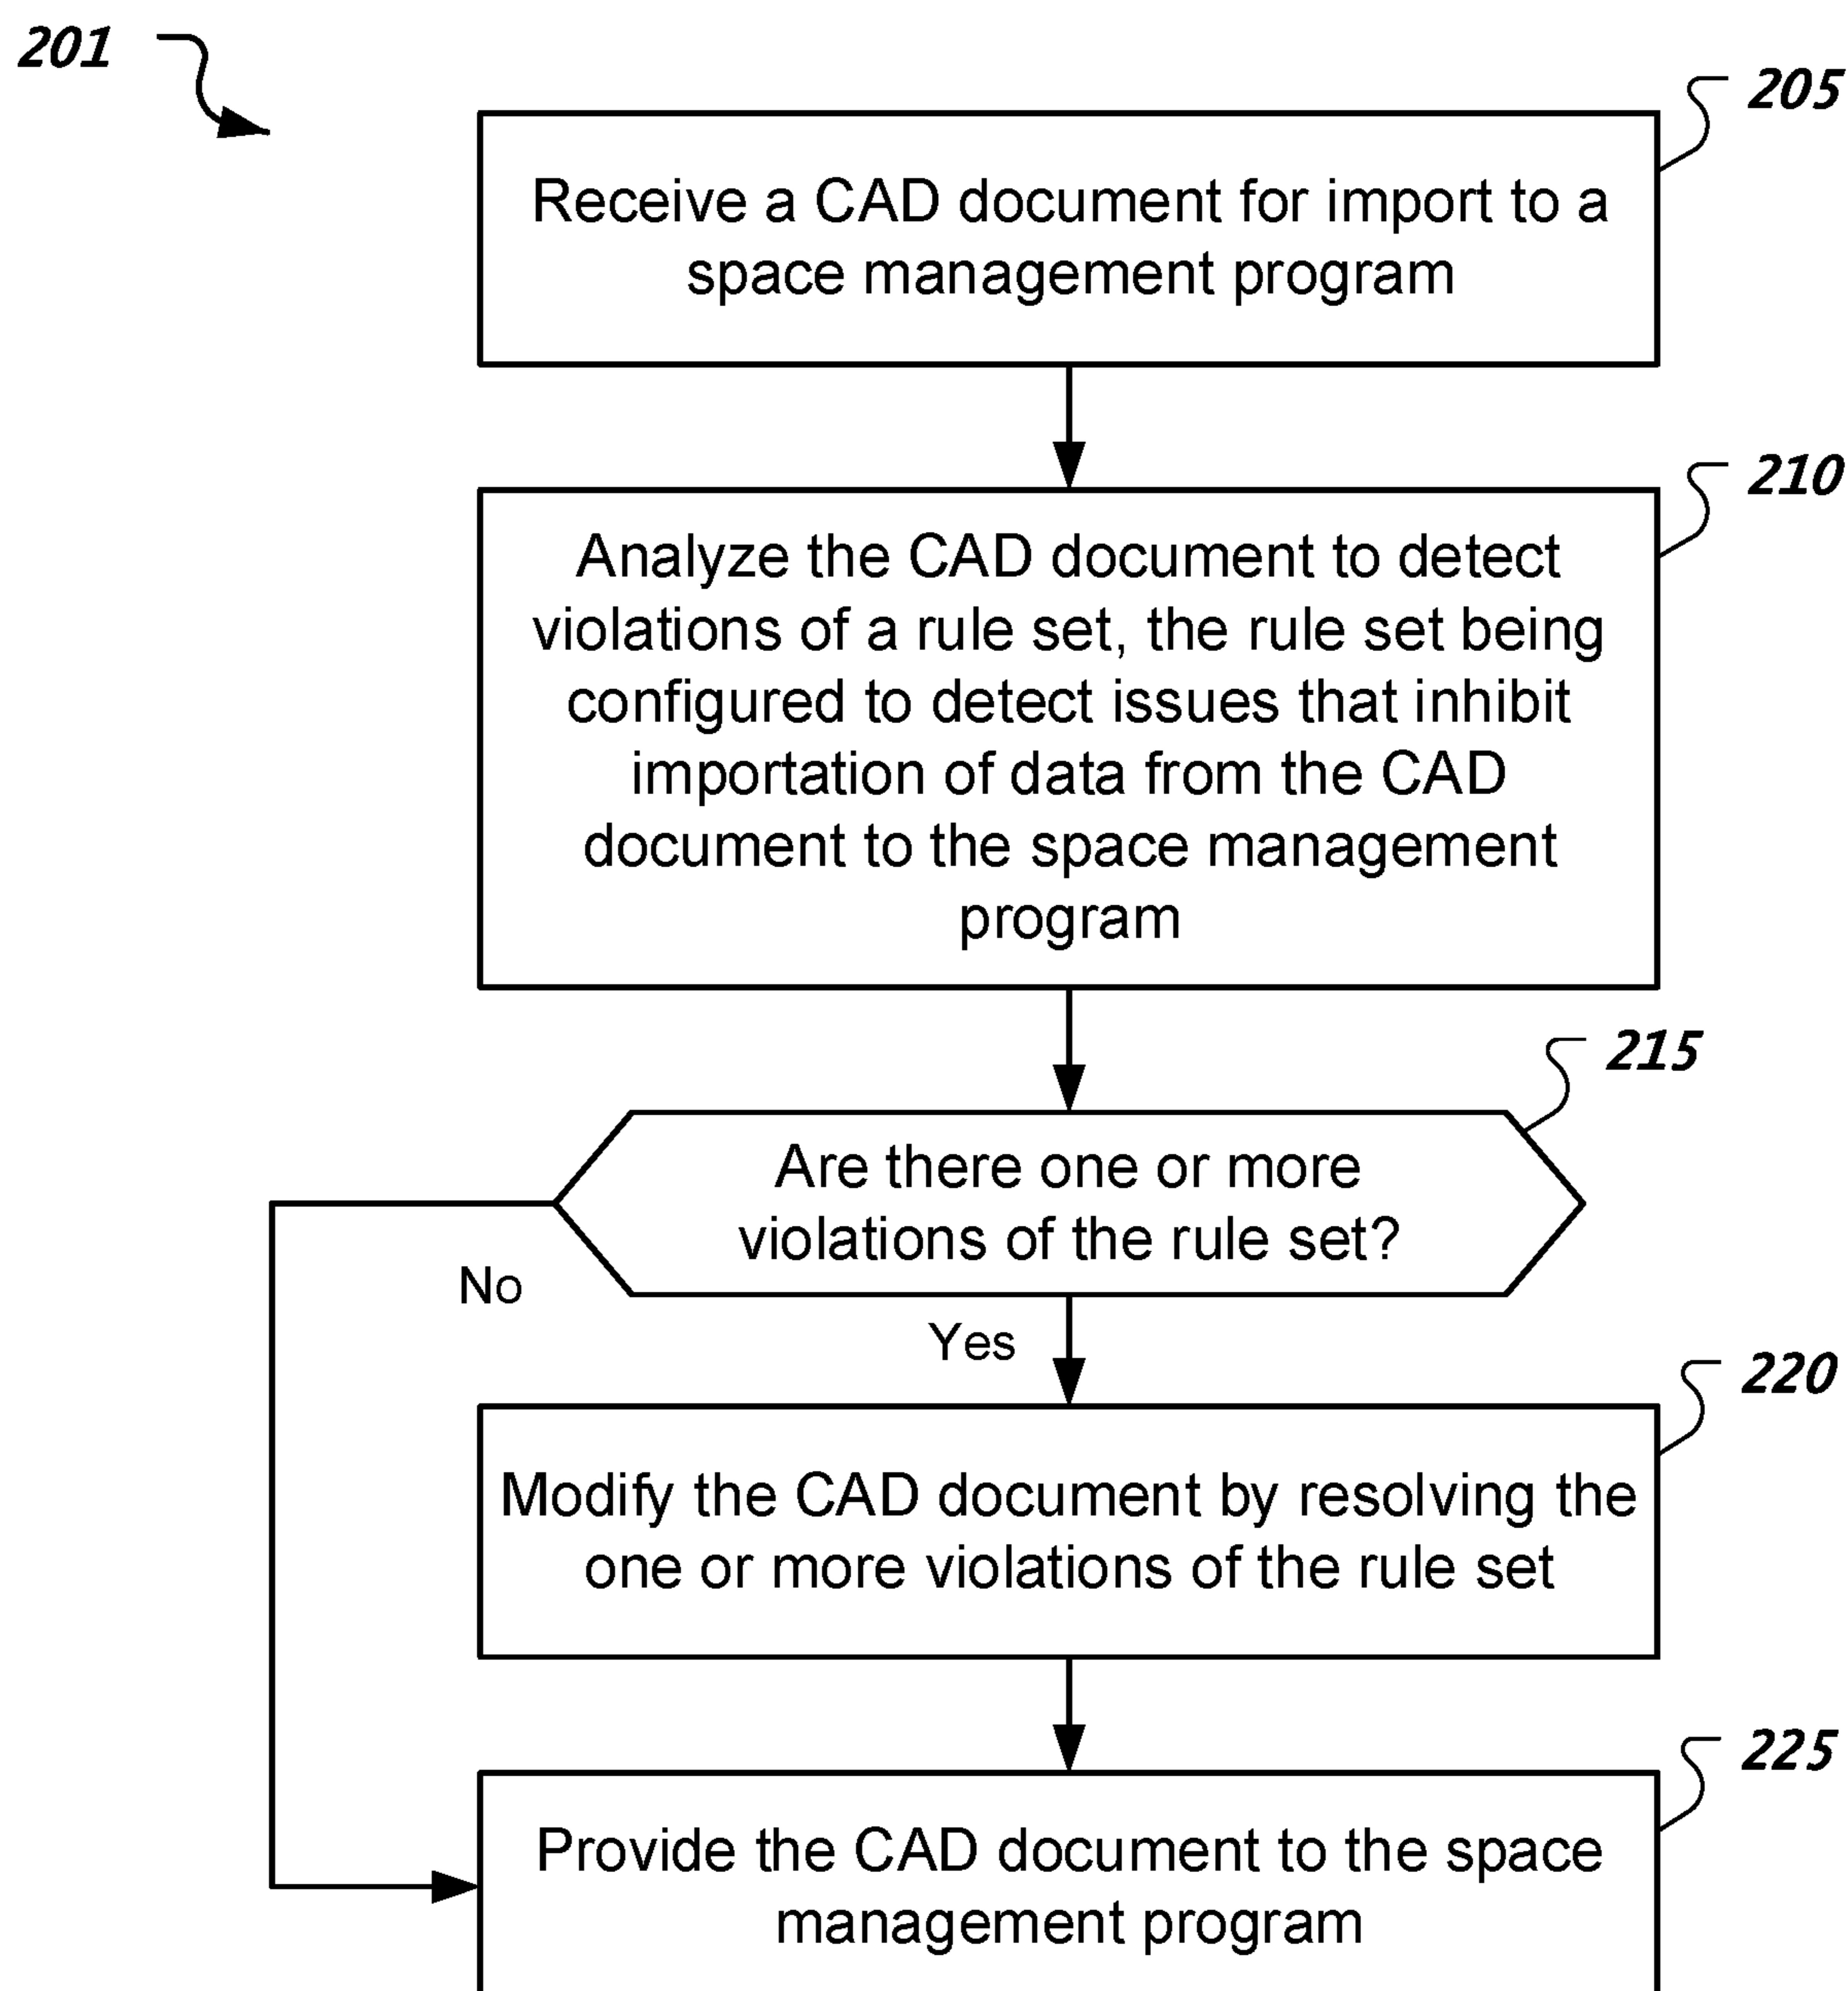 201
205
Receive a CAD document for import to a
space management program
210
Analyze the CAD document to detect
violations of a rule set, the rule set being
configured to detect issues that inhibit
importation of data from the CAD
document to the space management
program
215
Are there one or more
violations of the rule set?
No
Yes
220
Modify the CAD document by resolving the
one or more violations of the rule set
225
Provide the CAD document to the space
management program